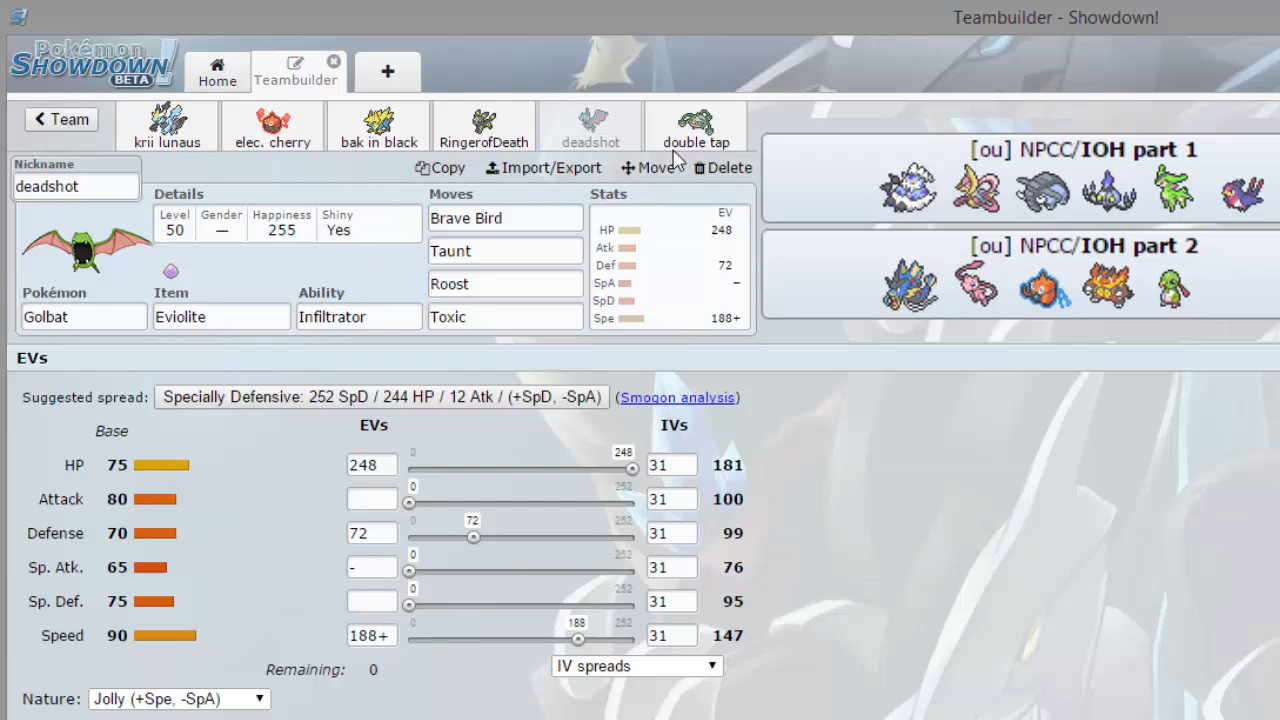 Teambuilder - Showdown!
Pokémon
SHOWDOWN!
BETA
Home
Teambuilder
+
Team
krii lunaus
elec. cherry
bak in black
RingerofDeath
deadshot
double tap
Nickname
deadshot
Copy
Import/Export
Move
Delete
Details
Level
50
Gender
—
Happiness
255
Shiny
Yes
Pokémon
Golbat
Item
Eviolite
Ability
Infiltrator
Moves
Brave Bird
Taunt
Roost
Toxic
Stats
EV
HP 248
Atk
Def 72
SpA –
SpD
Spe 188+
[ou] NPCC/IOH part 1
[ou] NPCC/IOH part 2
EVs
Suggested spread: Specially Defensive: 252 SpD / 244 HP / 12 Atk / (+SpD, -SpA) (Smogon analysis)
Base EVs IVs
HP 75 248 0 248 31 181
Attack 80 0 252 31 100
Defense 70 72 0 72 252 31 99
Sp. Atk. 65 - 0 252 31 76
Sp. Def. 75 0 252 31 95
Speed 90 188+ 0 188 252 31 147
Remaining: 0
IV spreads
Nature: Jolly (+Spe, -SpA)